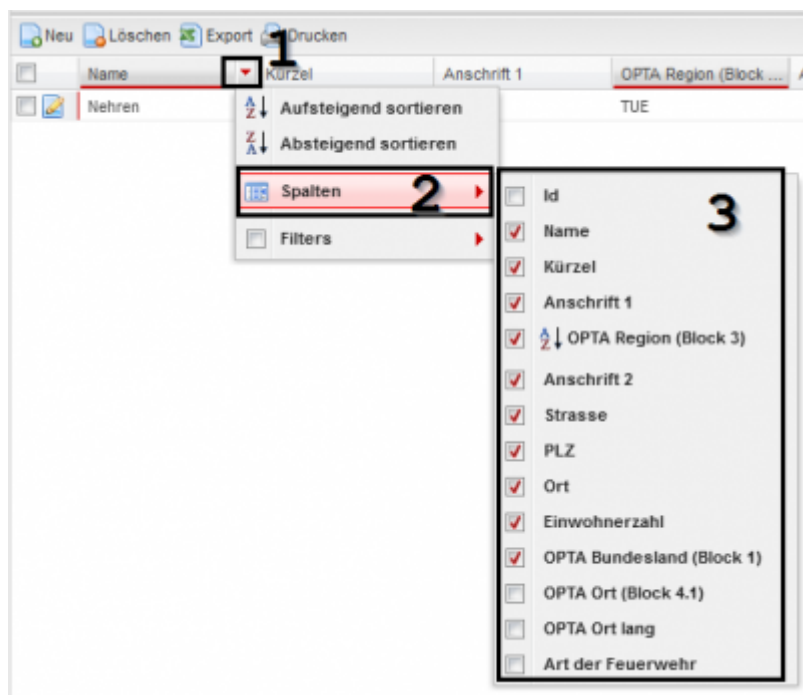 Neu Löschen Export Drucken
1
Name Kürzel Anschrift 1 OPTA Region (Block ...
Nehren TUE
Aufsteigend sortieren
Absteigend sortieren
Spalten 2
Filters
3
Id
Name
Kürzel
Anschrift 1
OPTA Region (Block 3)
Anschrift 2
Strasse
PLZ
Ort
Einwohnerzahl
OPTA Bundesland (Block 1)
OPTA Ort (Block 4.1)
OPTA Ort lang
Art der Feuerwehr